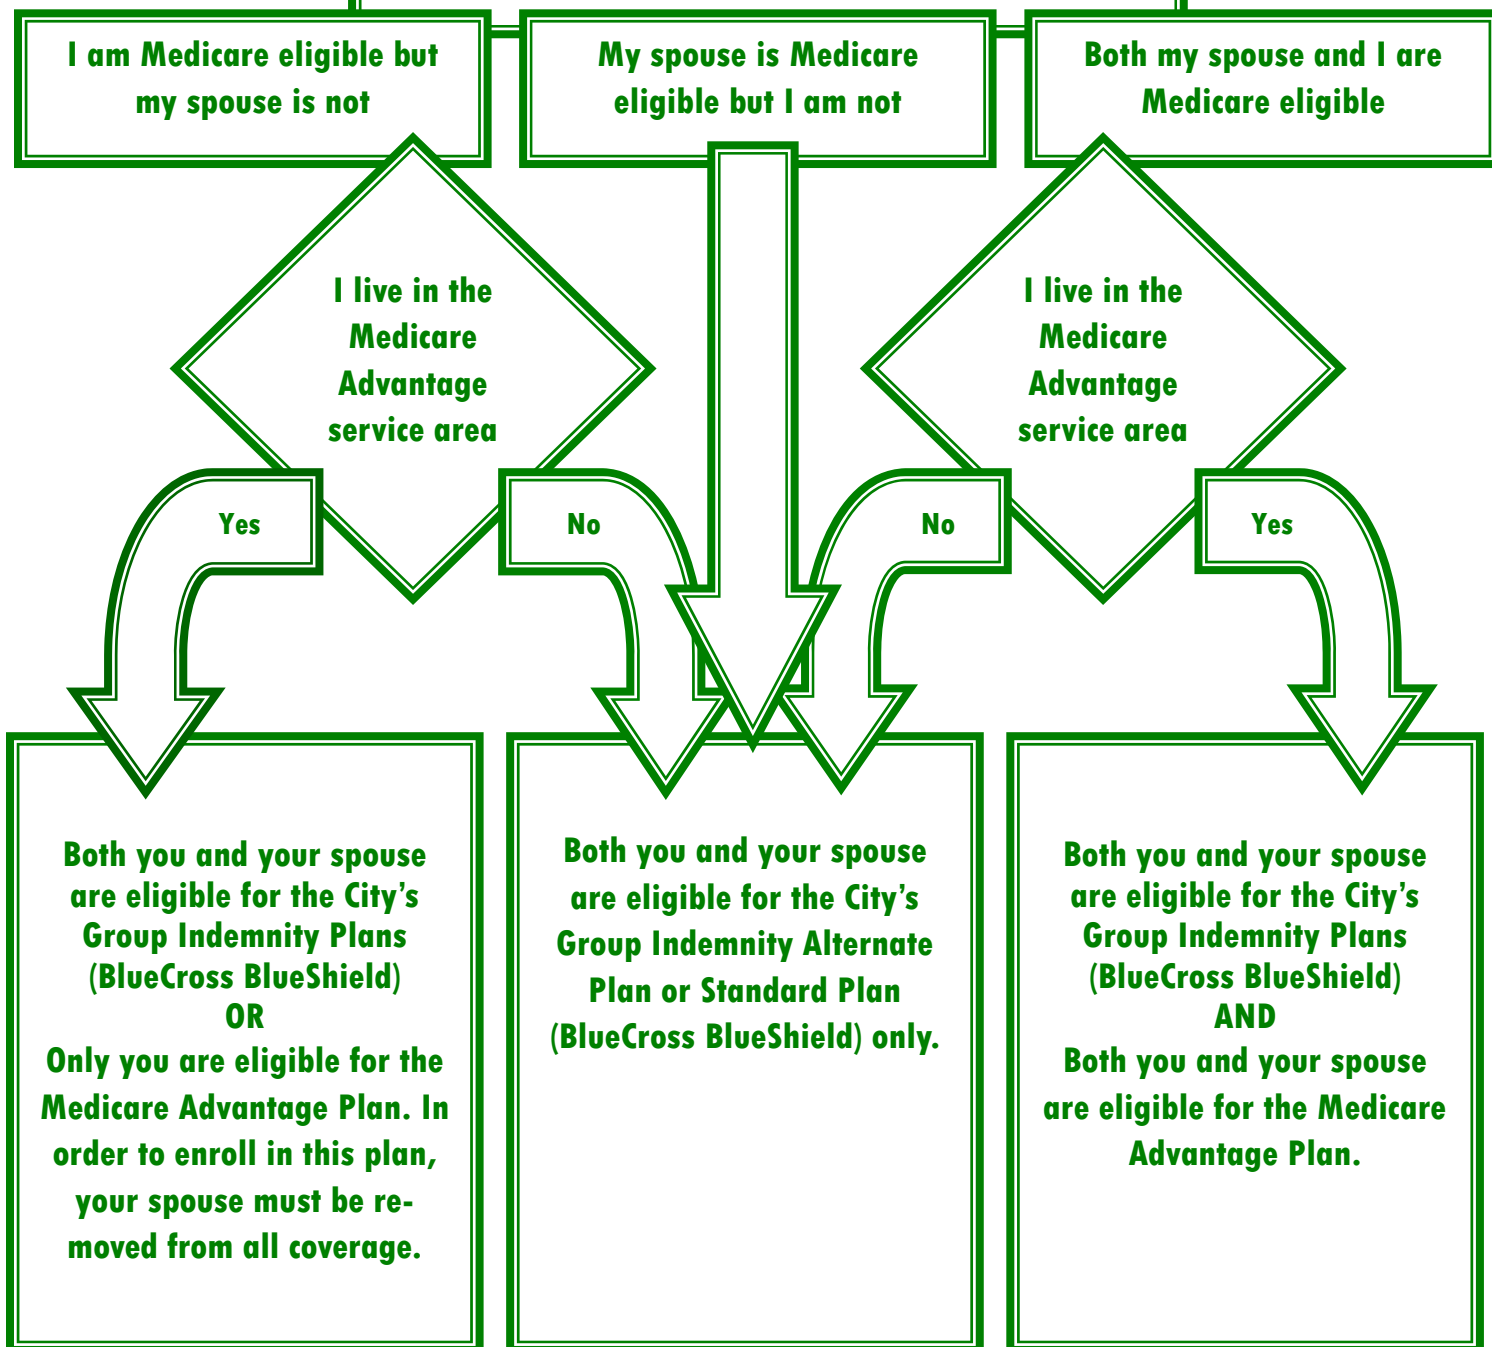 I am Medicare eligible but
my spouse is not
My spouse is Medicare
eligible but I am not
Both my spouse and I are
Medicare eligible
I live in the
Medicare
Advantage
service area
I live in the
Medicare
Advantage
service area
Yes
No
No
Yes
Both you and your spouse
are eligible for the City’s
Group Indemnity Plans
(BlueCross BlueShield)
OR
Only you are eligible for the
Medicare Advantage Plan. In
order to enroll in this plan,
your spouse must be re-
moved from all coverage.
Both you and your spouse
are eligible for the City’s
Group Indemnity Alternate
Plan or Standard Plan
(BlueCross BlueShield) only.
Both you and your spouse
are eligible for the City’s
Group Indemnity Plans
(BlueCross BlueShield)
AND
Both you and your spouse
are eligible for the Medicare
Advantage Plan.